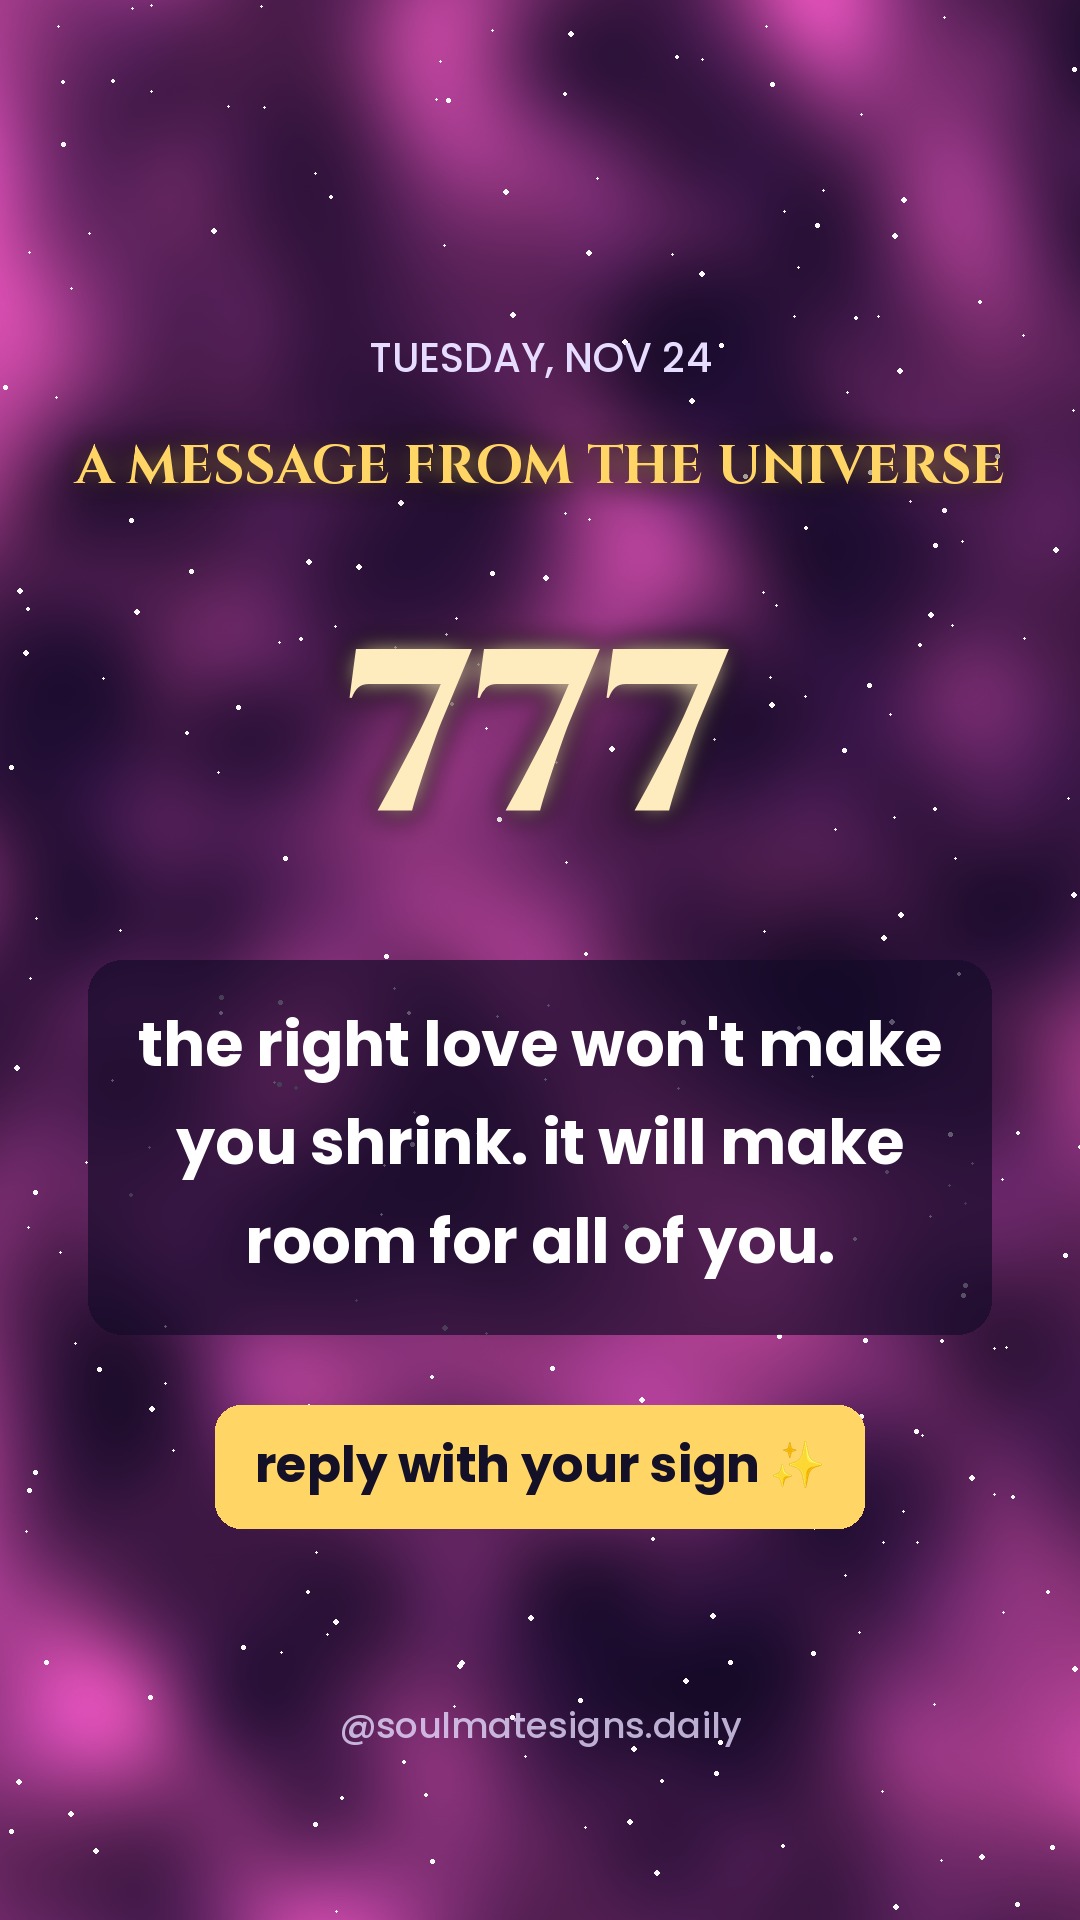 TUESDAY, NOV 24
A MESSAGE FROM THE UNIVERSE
777
the right love won't make
you shrink. it will make
room for all of you.
reply with your sign ✨
@soulmatesigns.daily